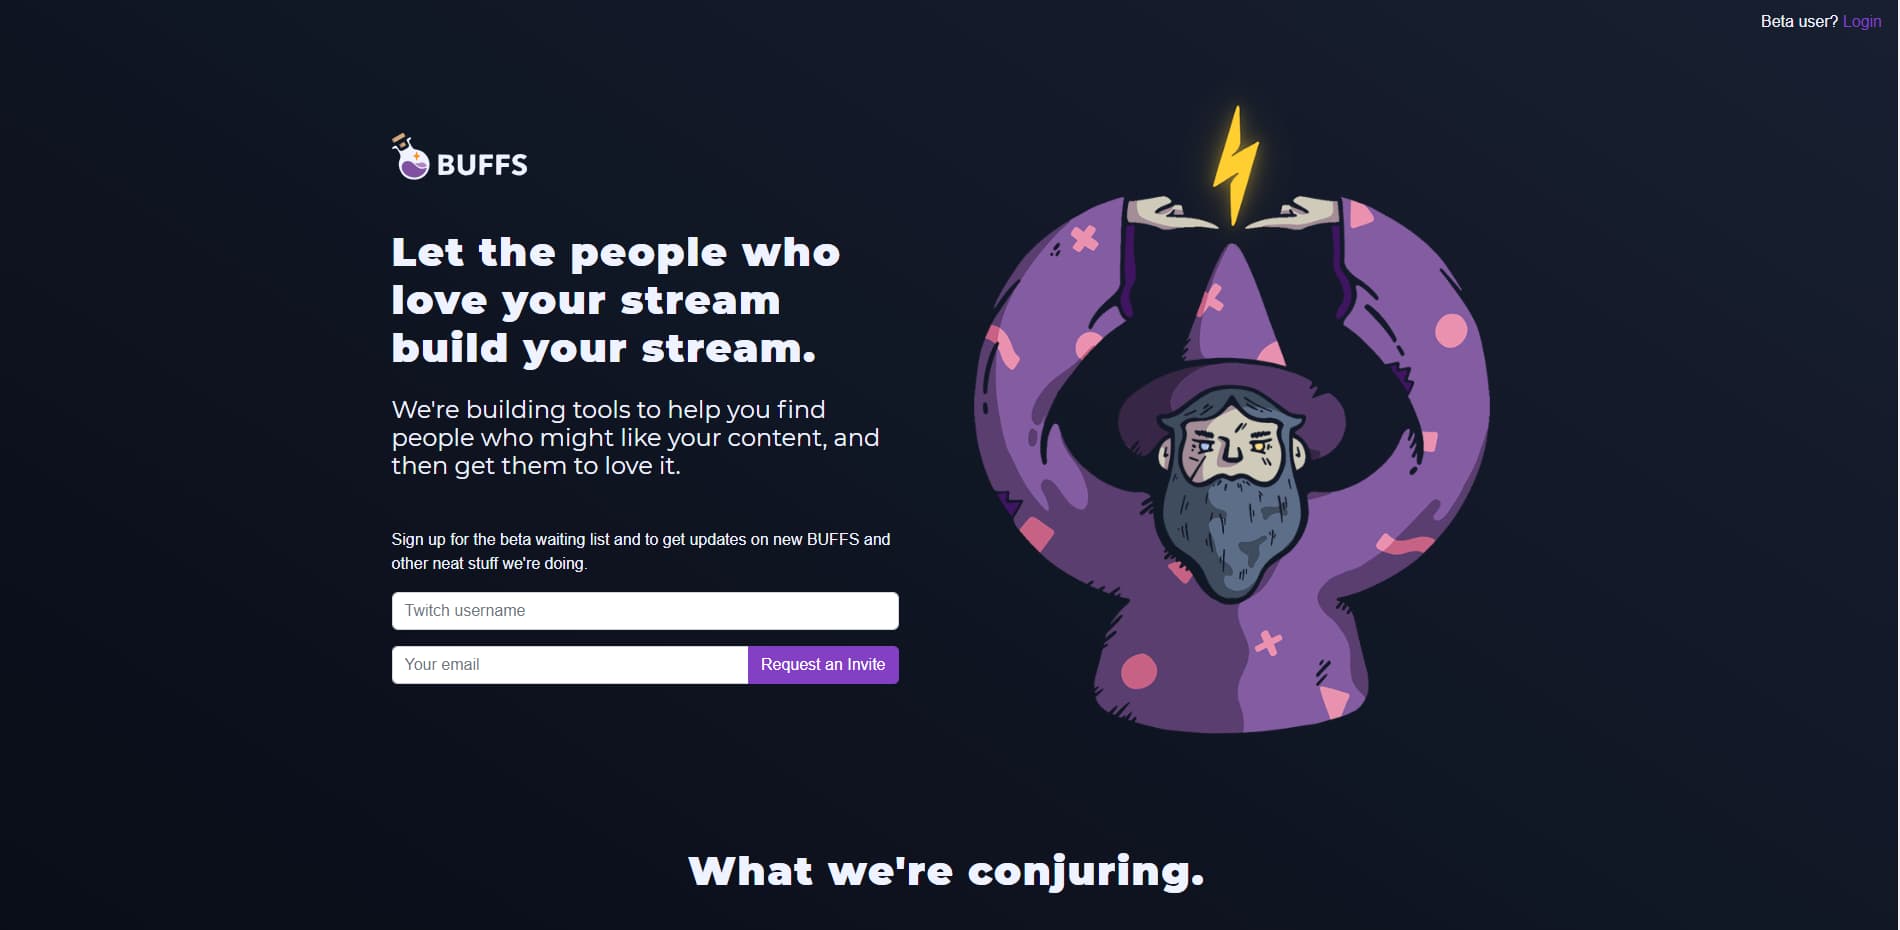 Beta user? Login
BUFFS
Let the people who
love your stream
build your stream.
We're building tools to help you find
people who might like your content, and
then get them to love it.
Sign up for the beta waiting list and to get updates on new BUFFS and
other neat stuff we're doing.
Twitch username
Your email
Request an Invite
What we're conjuring.